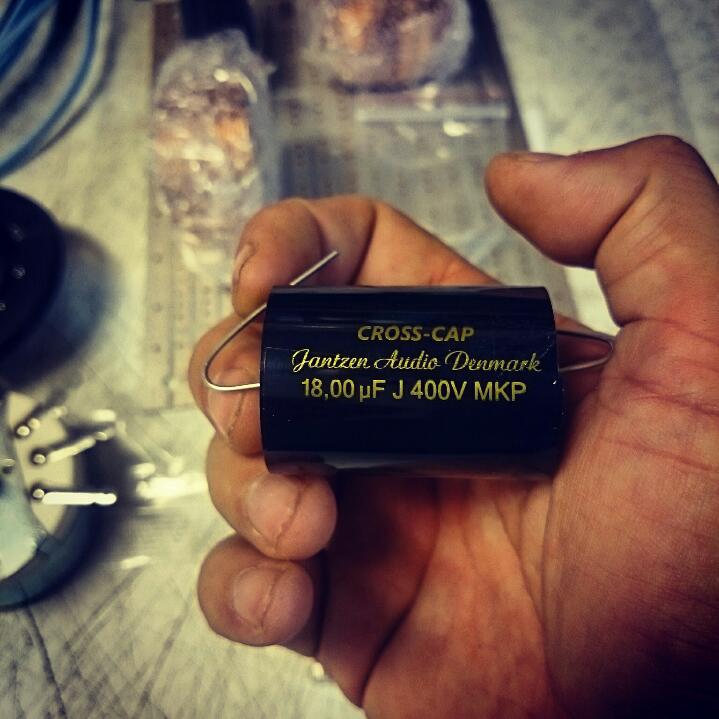 CROSS-CAP
Jantzen Audio Denmark
18,00 µF J 400V MKP